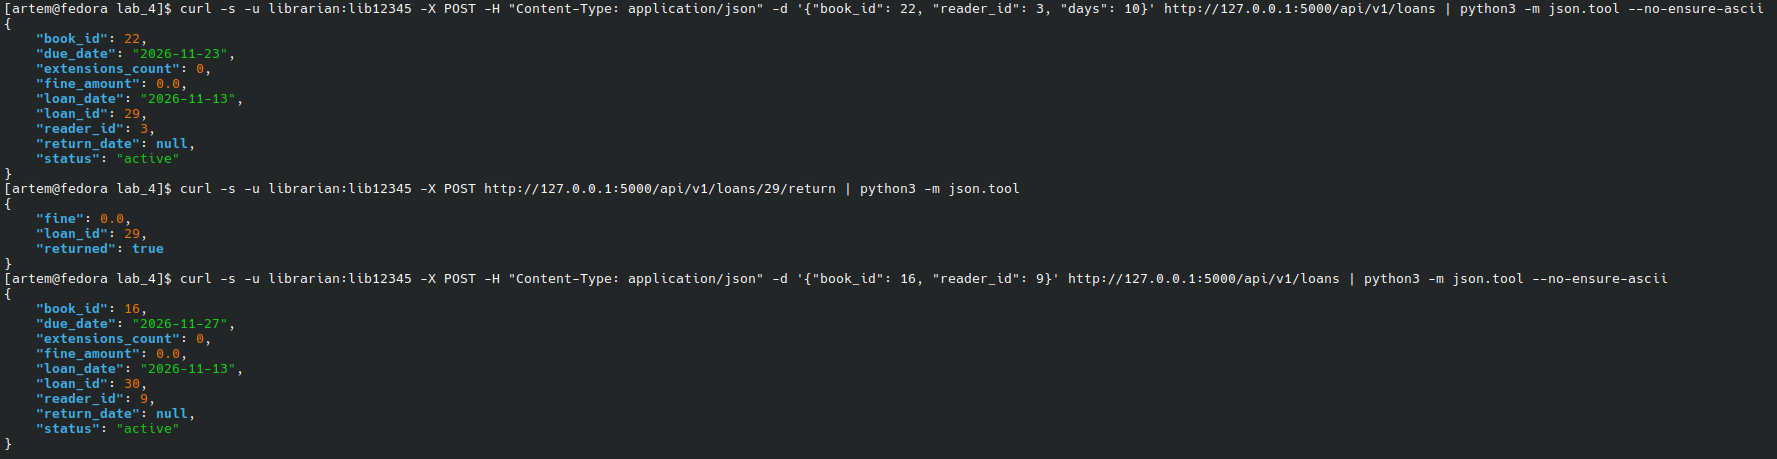 [artem@fedora lab_4]$ curl -s -u librarian:lib12345 -X POST -H "Content-Type: application/json" -d '{"book_id": 22, "reader_id": 3, "days": 10}' http://127.0.0.1:5000/api/v1/loans | python3 -m json.tool --no-ensure-ascii
{
    "book_id": 22,
    "due_date": "2026-11-23",
    "extensions_count": 0,
    "fine_amount": 0.0,
    "loan_date": "2026-11-13",
    "loan_id": 29,
    "reader_id": 3,
    "return_date": null,
    "status": "active"
}
[artem@fedora lab_4]$ curl -s -u librarian:lib12345 -X POST http://127.0.0.1:5000/api/v1/loans/29/return | python3 -m json.tool
{
    "fine": 0.0,
    "loan_id": 29,
    "returned": true
}
[artem@fedora lab_4]$ curl -s -u librarian:lib12345 -X POST -H "Content-Type: application/json" -d '{"book_id": 16, "reader_id": 9}' http://127.0.0.1:5000/api/v1/loans | python3 -m json.tool --no-ensure-ascii
{
    "book_id": 16,
    "due_date": "2026-11-27",
    "extensions_count": 0,
    "fine_amount": 0.0,
    "loan_date": "2026-11-13",
    "loan_id": 30,
    "reader_id": 9,
    "return_date": null,
    "status": "active"
}